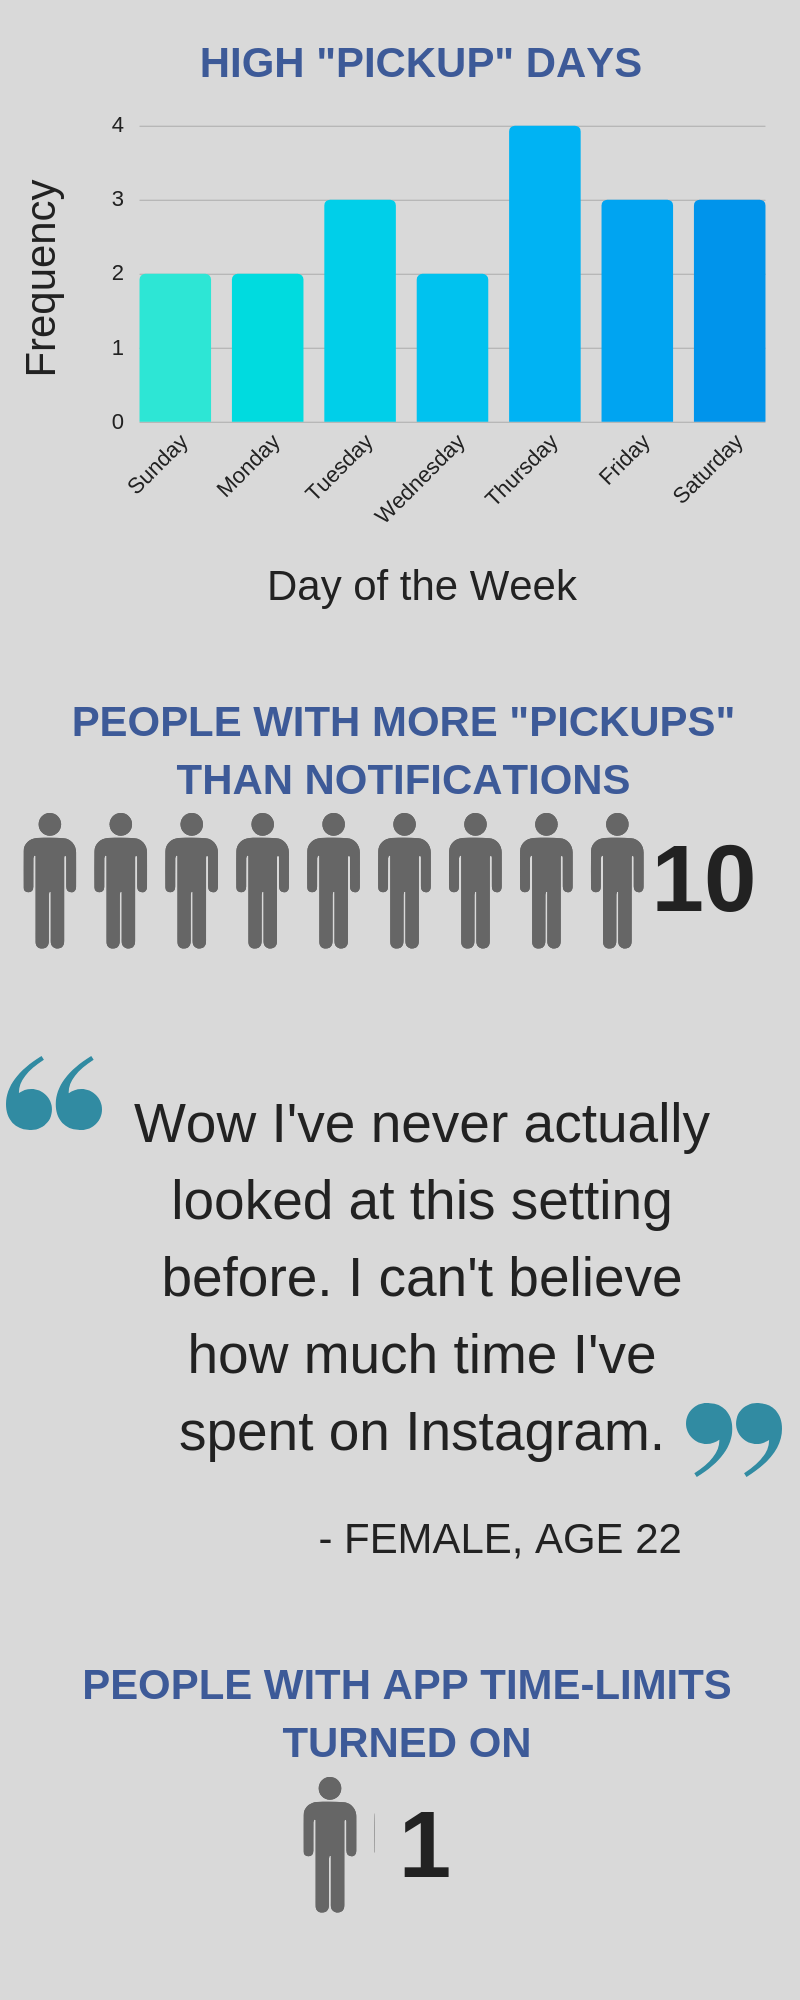 HIGH "PICKUP" DAYS
4
3
2
1
0
Frequency
Sunday
Monday
Tuesday
Wednesday
Thursday
Friday
Saturday
Day of the Week
PEOPLE WITH MORE "PICKUPS"
THAN NOTIFICATIONS
10
“
Wow I've never actually
looked at this setting
before. I can't believe
how much time I've
spent on Instagram.
”
- FEMALE, AGE 22
PEOPLE WITH APP TIME-LIMITS
TURNED ON
1